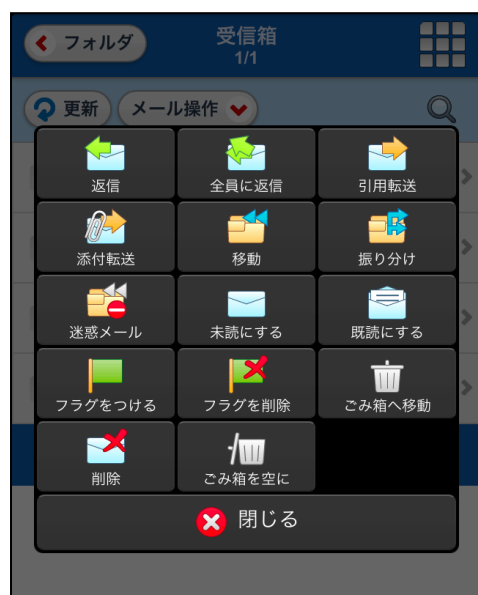 フォルダ
受信箱
1/1
更新
メール操作
返信
全員に返信
引用転送
添付転送
移動
振り分け
迷惑メール
未読にする
既読にする
フラグをつける
フラグを削除
ごみ箱へ移動
削除
ごみ箱を空に
閉じる